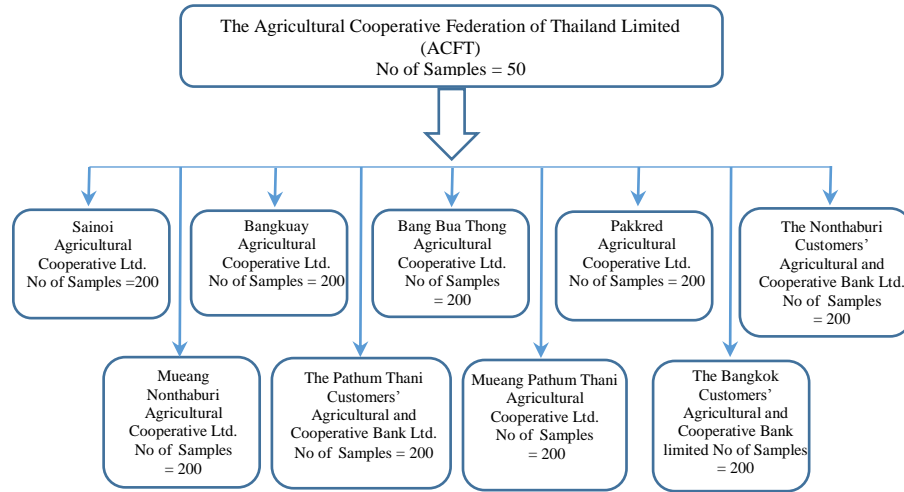 The Agricultural Cooperative Federation of Thailand Limited
(ACFT)
No of Samples = 50
Sainoi
Agricultural
Cooperative Ltd.
No of Samples =200
Bangkuay
Agricultural
Cooperative Ltd.
No of Samples = 200
Bang Bua Thong
Agricultural
Cooperative Ltd.
No of Samples
= 200
Pakkred
Agricultural
Cooperative Ltd.
No of Samples = 200
The Nonthaburi
Customers'
Agricultural and
Cooperative Bank Ltd.
No of Samples
= 200
Mueang
Nonthaburi
Agricultural
Cooperative Ltd.
No of Samples
= 200
The Pathum Thani
Customers'
Agricultural and
Cooperative Bank Ltd.
No of Samples = 200
Mueang Pathum Thani
Agricultural
Cooperative Ltd.
No of Samples
= 200
The Bangkok
Customers'
Agricultural and
Cooperative Bank
limited No of Samples
= 200